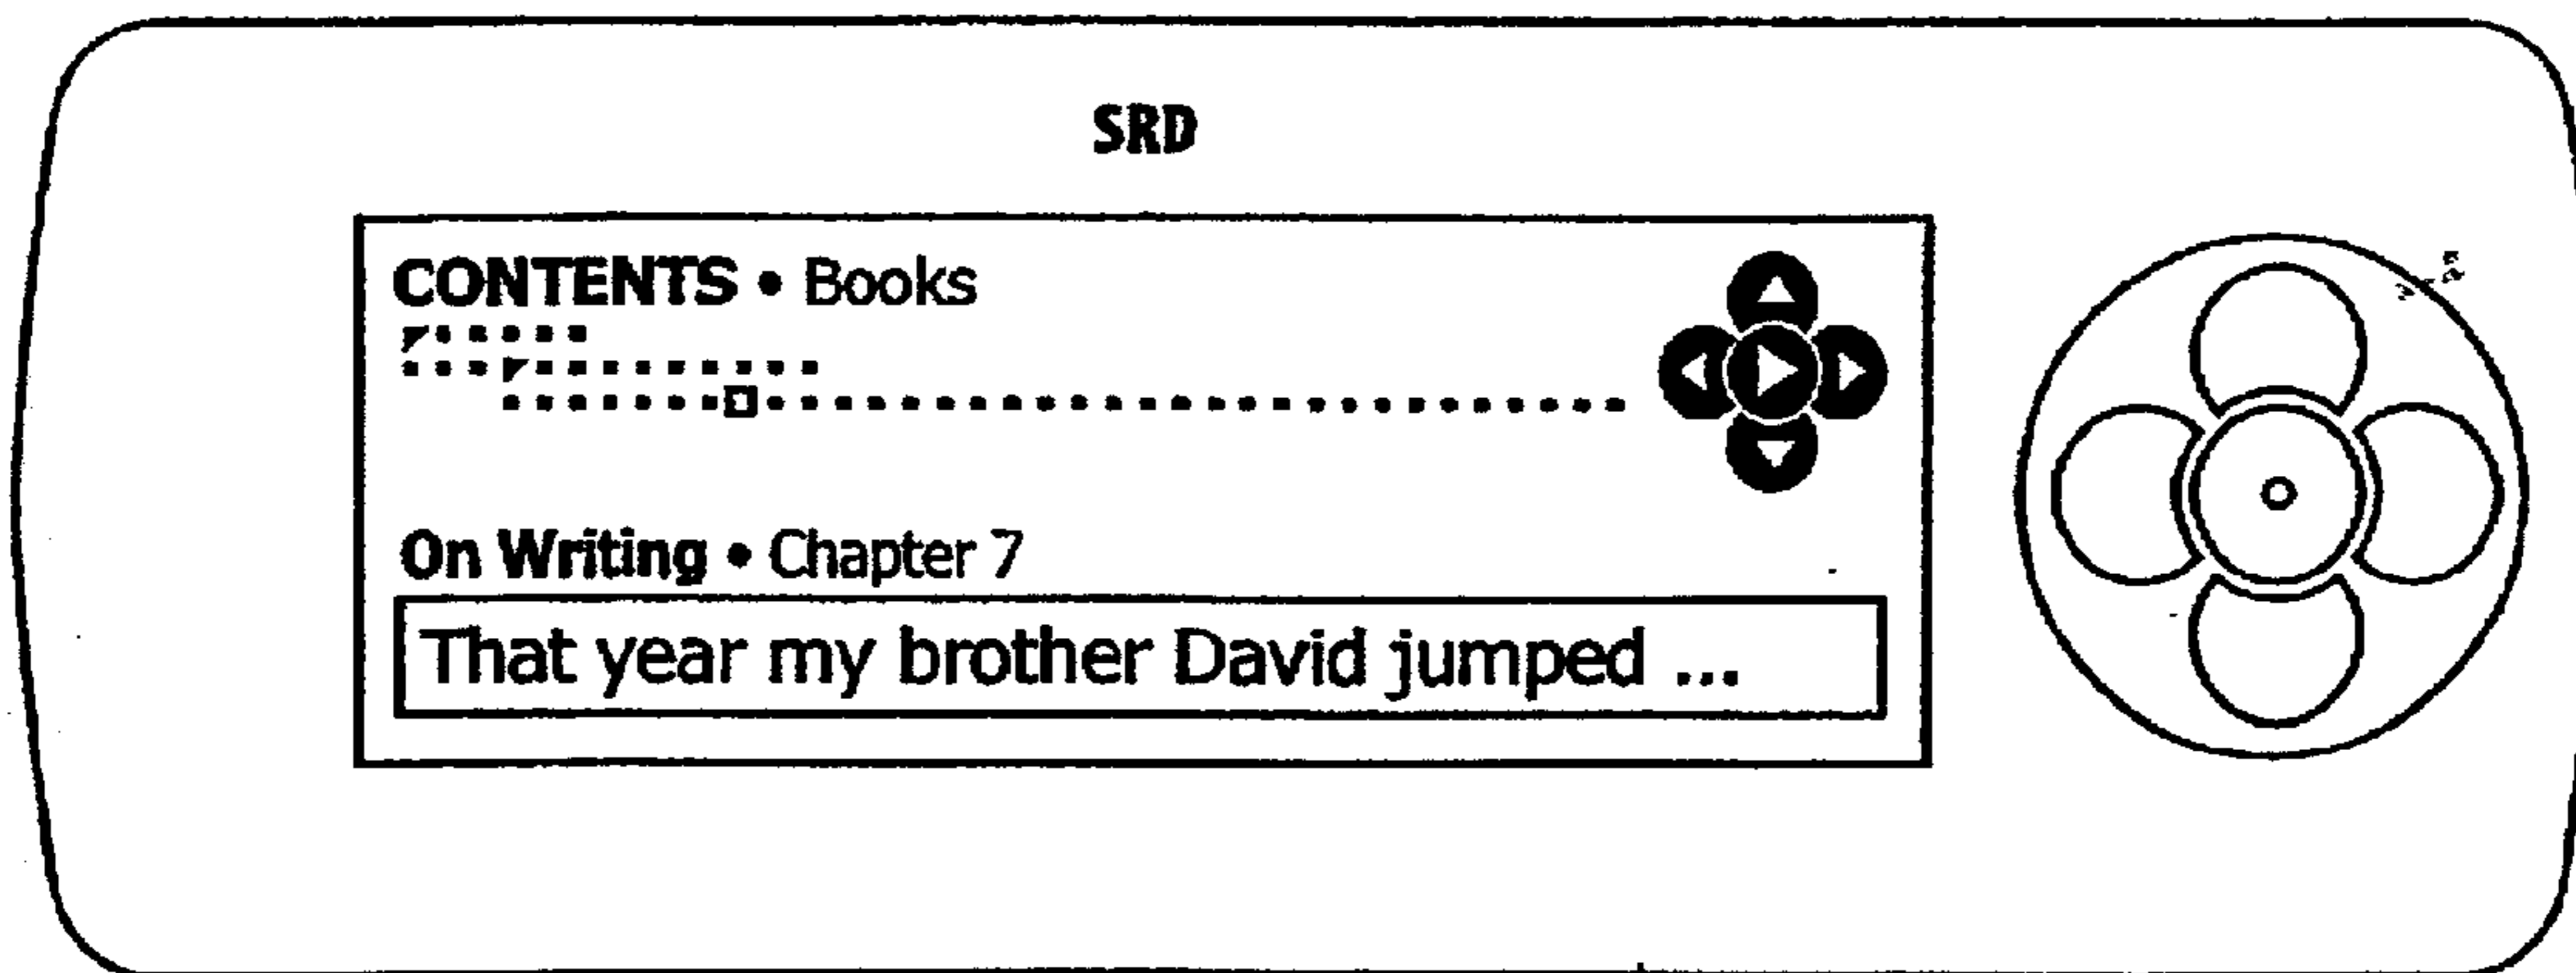 SRD
CONTENTS • Books
On Writing • Chapter 7
That year my brother David jumped ...